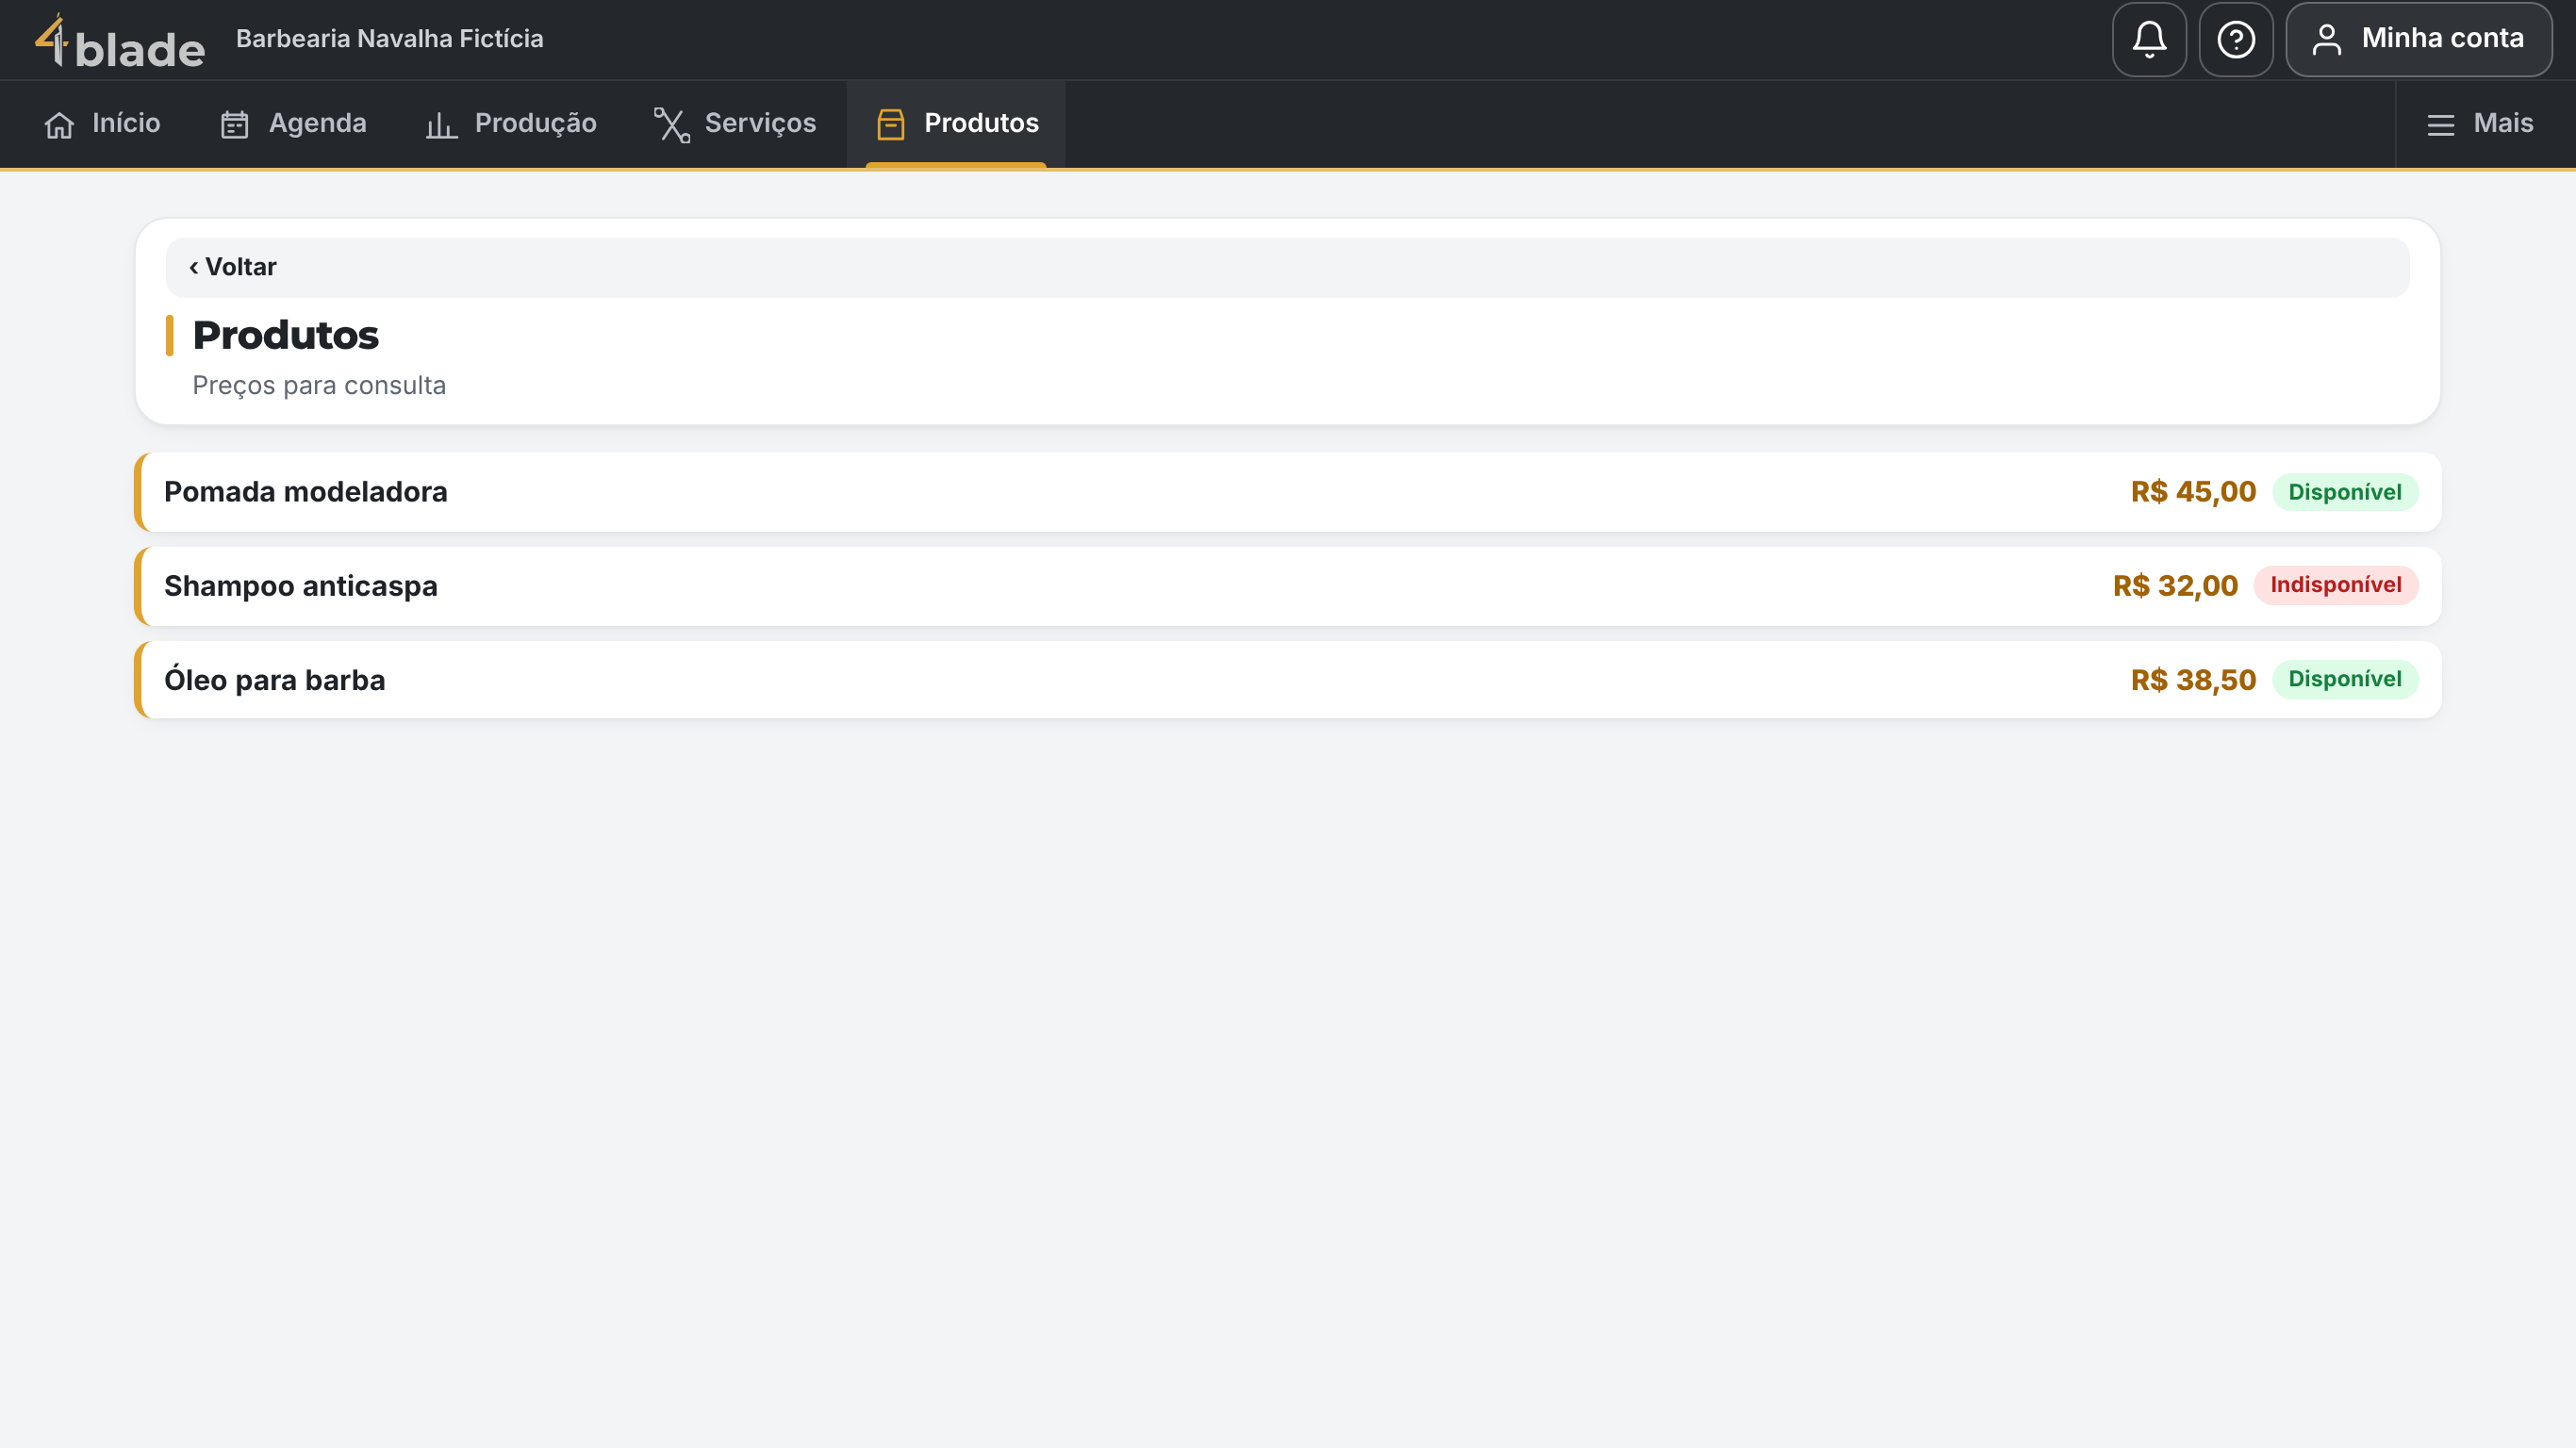 4blade
Barbearia Navalha Fictícia
Minha conta
Início
Agenda
Produção
Serviços
Produtos
Mais
‹ Voltar
Produtos
Preços para consulta
Pomada modeladora R$ 45,00 Disponível
Shampoo anticaspa R$ 32,00 Indisponível
Óleo para barba R$ 38,50 Disponível